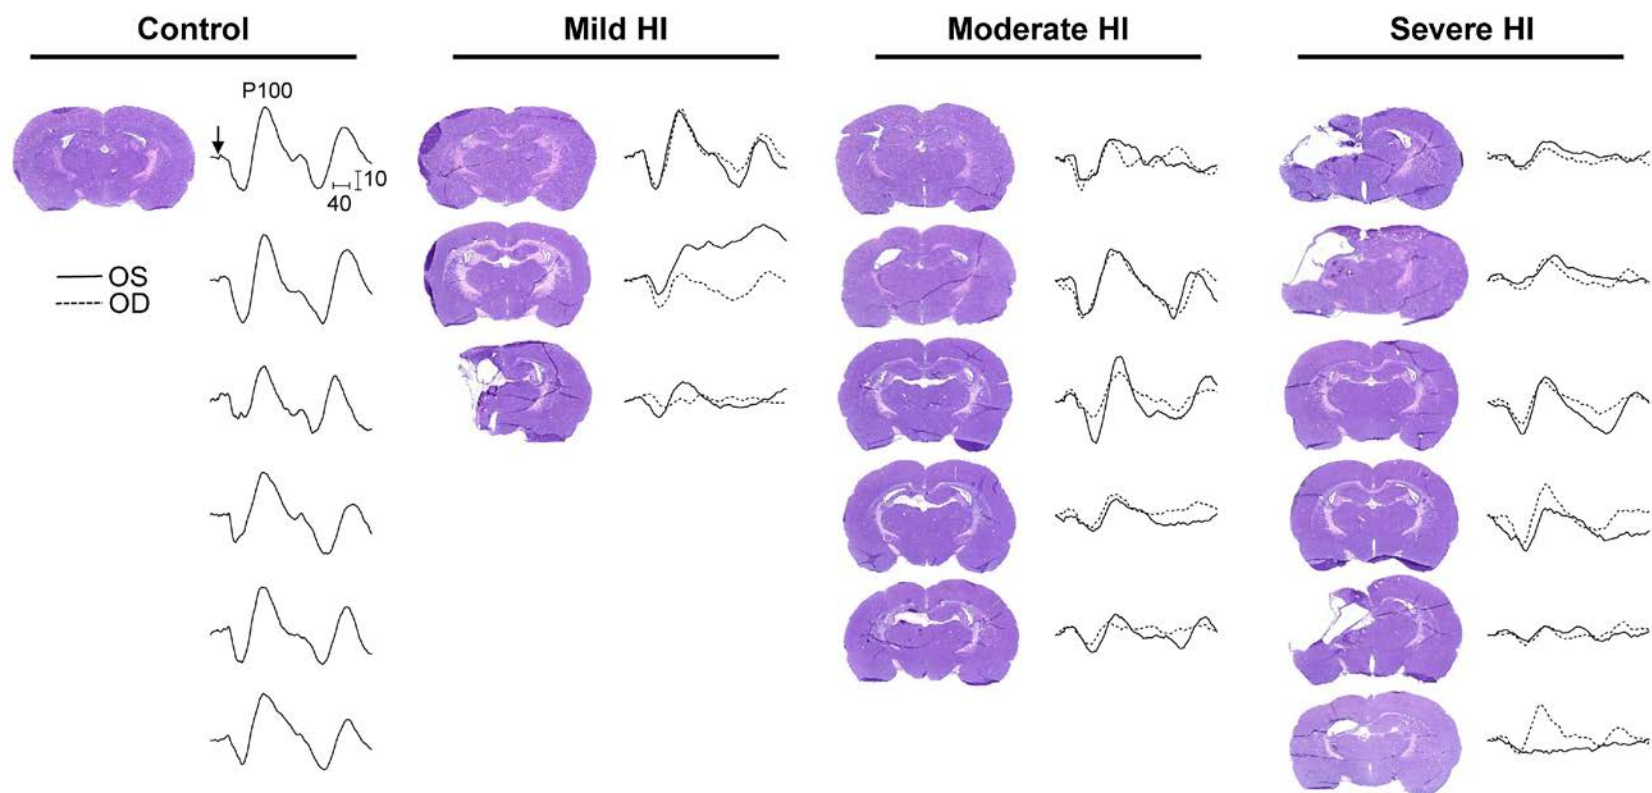 Control
Mild HI
Moderate HI
Severe HI
P100
10
40
OS
OD